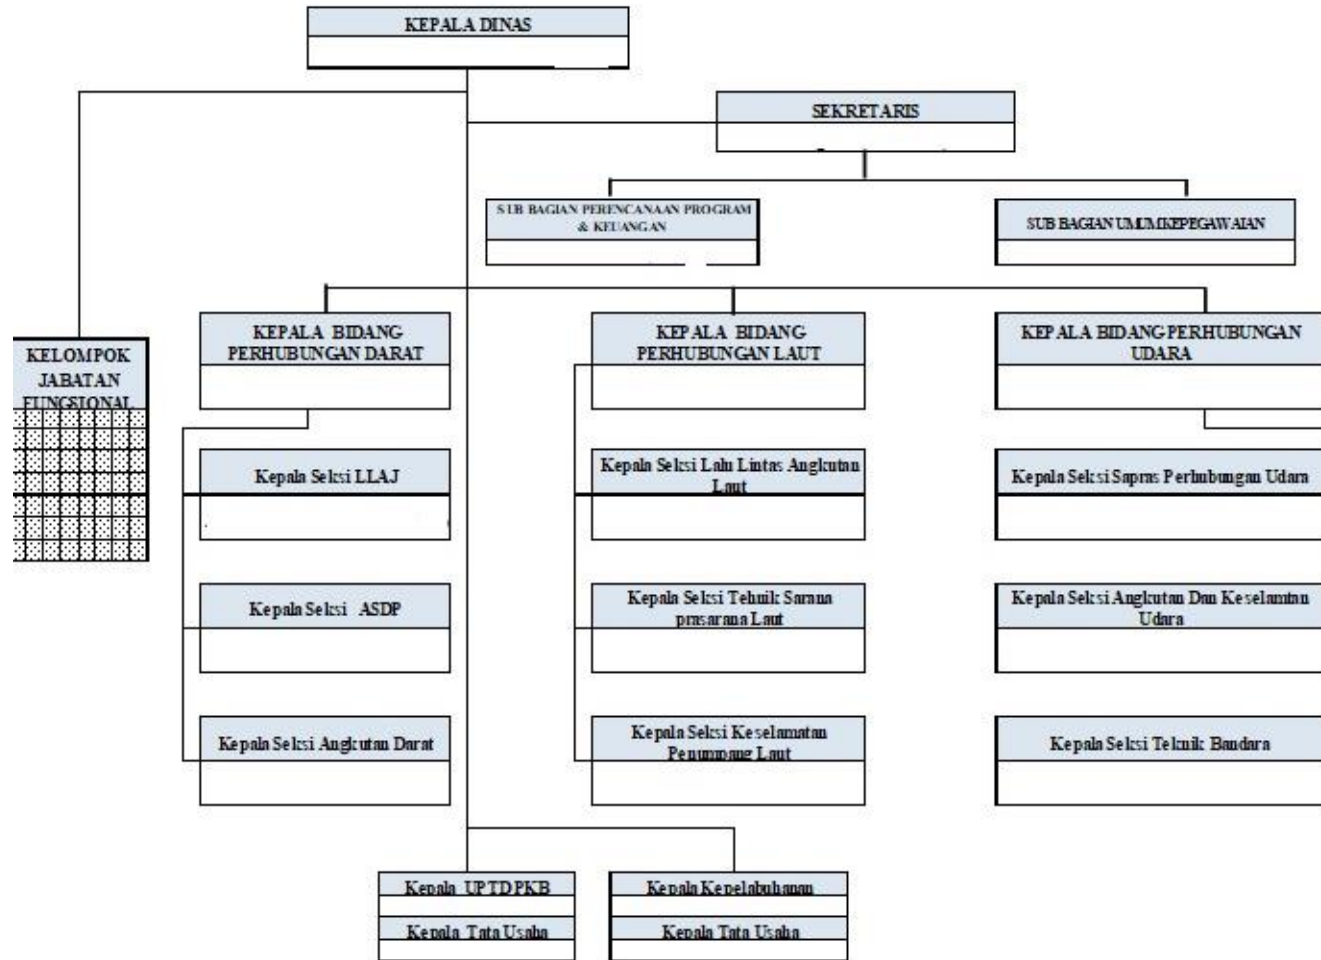 KEPALA DINAS
SEKRETARIS
SUB BAGIAN PERENCANAAN PROGRAM
& KEUANGAN
SUB BAGIAN UMUM KEPEGAWAIAN
KEPALA BIDANG
PERHUBUNGAN DARAT
KEPALA BIDANG
PERHUBUNGAN LAUT
KEPALA BIDANG PERHUBUNGAN
UDARA
KELOMPOK
JABATAN
FUNGSIONAL
Kepala Seksi LLAJ
Kepala Seksi Lalu Lintas Angkutan
Laut
Kepala Seksi Sapras Perhubungan Udara
Kepala Seksi ASDP
Kepala Seksi Tehnik Sarana
prasarana Laut
Kepala Seksi Angkutan Dan Keselamtan
Udara
Kepala Seksi Angkutan Darat
Kepala Seksi Keselamatan
Penumpang Laut
Kepala Seksi Teknik Bandara
Kepala UPTD PKB
Kepala Kepelabuhanan
Kepala Tata Usaha
Kepala Tata Usaha